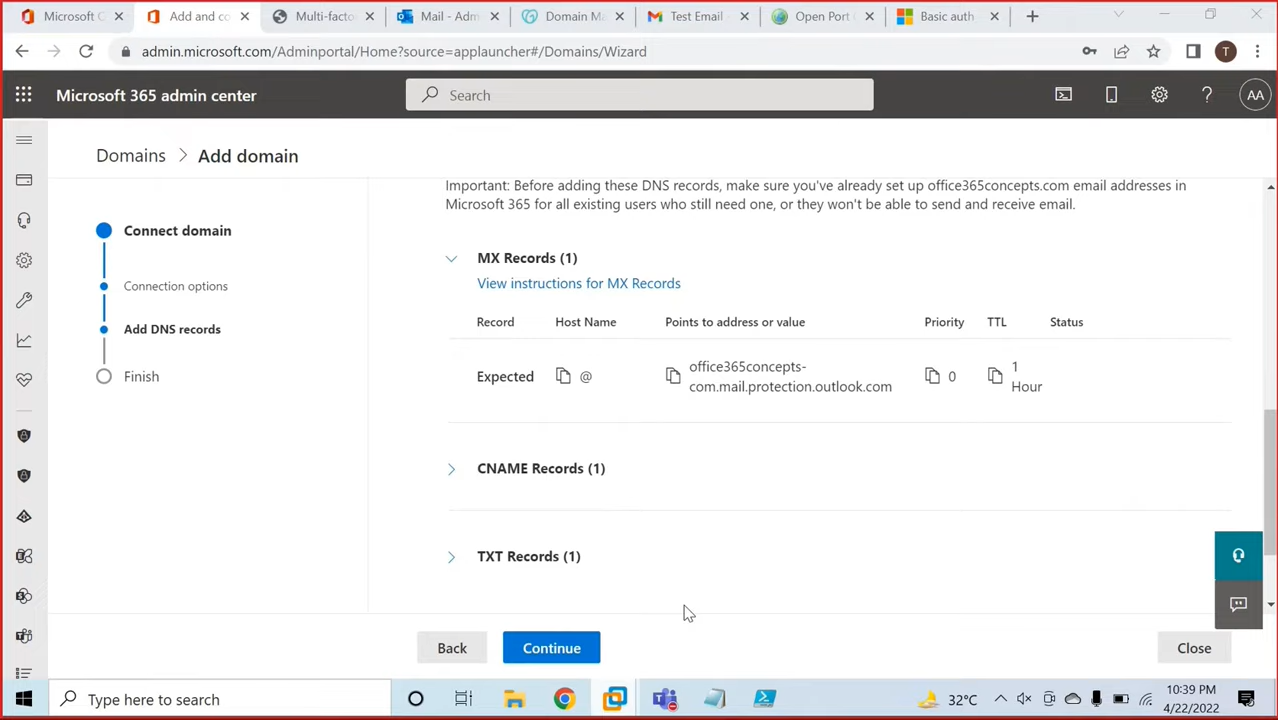 Microsoft O
Add and co
Multi-facto
Mail - Adm
Domain Ma
Test Email -
Open Port
Basic auth
admin.microsoft.com/Adminportal/Home?source=applauncher#/Domains/Wizard
T
Microsoft 365 admin center
Search
?
AA
Domains > Add domain
Important: Before adding these DNS records, make sure you've already set up office365concepts.com email addresses in
Microsoft 365 for all existing users who still need one, or they won't be able to send and receive email.
Connect domain
Connection options
Add DNS records
Finish
MX Records (1)
View instructions for MX Records
Record Host Name Points to address or value Priority TTL Status
Expected @ office365concepts-
com.mail.protection.outlook.com 0 1
Hour
CNAME Records (1)
TXT Records (1)
Back
Continue
Close
Type here to search
32°C
10:39 PM
4/22/2022